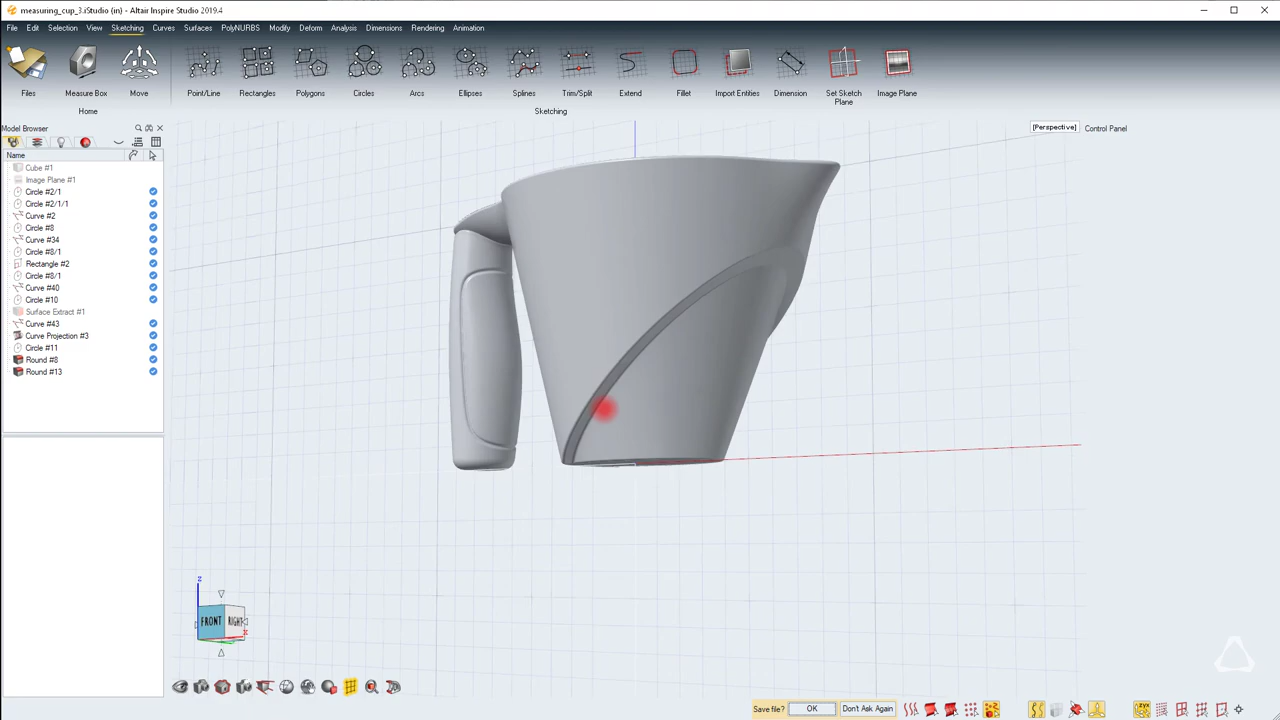 measuring_cup_3.iStudio (in) - Altair Inspire Studio 2019.4
File Edit Selection View Sketching Curves Surfaces PolyNURBS Modify Deform Analysis Dimensions Rendering Animation
Files Measure Box Move Point/Line Rectangles Polygons Circles Arcs Ellipses Splines Trim/Split Extend Fillet Import Entities Dimension Set Sketch Plane Image Plane
Home Sketching
Model Browser
[Perspective] Control Panel
Name
Cube #1
Image Plane #1
Circle #2/1
Circle #2/1/1
Curve #2
Circle #8
Curve #34
Circle #8/1
Rectangle #2
Circle #8/1
Curve #40
Circle #10
Surface Extract #1
Curve #43
Curve Projection #3
Circle #11
Round #8
Round #13
z
FRONT RIGHT
x
Save file? OK Don't Ask Again